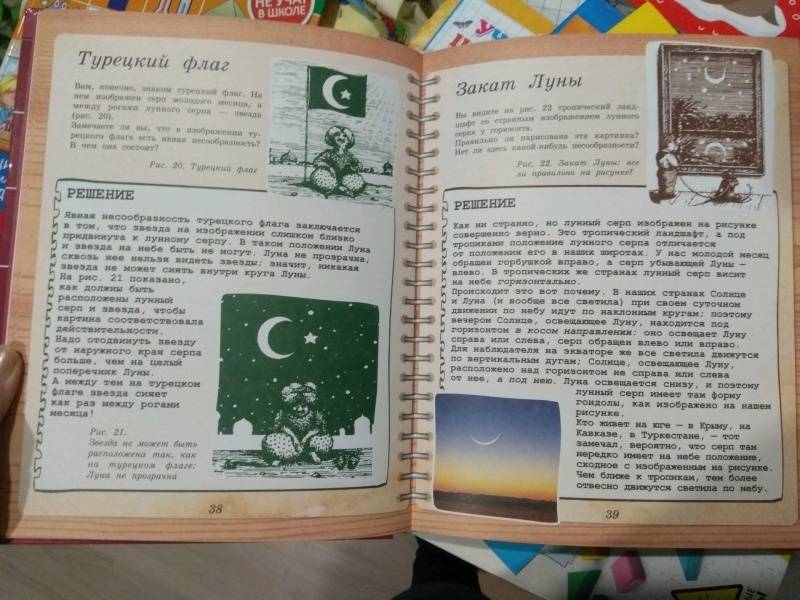 НЕ УЧАТ
В ШКОЛЕ
Турецкий флаг
Вам, конечно, знаком турецкий флаг. На
нем изображен серп молодого месяца, а
между рогами лунного серпа — звезда
(рис. 20).
Замечаете ли вы, что в изображении ту-
рецкого флага есть явная несообразность?
В чем она состоит?
Рис. 20. Турецкий флаг
РЕШЕНИЕ
Явная несообразность турецкого флага заключается
в том, что звезда на изображении слишком близко
придвинута к лунному серпу. В таком положении Луна
и звезда на небе быть не могут. Луна не прозрачна,
сквозь нее нельзя видеть звезды; значит, никакая
звезда не может сиять внутри круга Луны.
На рис. 21 показано,
как должны быть
расположены лунный
серп и звезда, чтобы
картина соответствовала
действительности.
Надо отодвинуть звезду
от наружного края серпа
больше, чем на целый
поперечник Луны.
А между тем на турецком
флаге звезда сияет
как раз между рогами
месяца!
Рис. 21.
Звезда не может быть
расположена так, как
на турецком флаге:
Луна не прозрачна
38
Закат Луны
Вы видите на рис. 22 тропический ланд-
шафт со странным изображением лунного
серпа у горизонта.
Правильно ли нарисована эта картинка?
Нет ли здесь какой-нибудь несообразности?
Рис. 22. Закат Луны: все
ли правильно на рисунке?
РЕШЕНИЕ
Как ни странно, но лунный серп изображен на рисунке
совершенно верно. Это тропический ландшафт, а под
тропиками положение лунного серпа отличается
от положения его в наших широтах. У нас молодой месяц
обращен горбушкой вправо, а серп убывающей Луны —
влево. В тропических же странах лунный серп висит
на небе горизонтально.
Происходит это вот почему. В наших странах Солнце
и Луна (и вообще все светила) при своем суточном
движении по небу идут по наклонным кругам; поэтому
вечером Солнце, освещающее Луну, находится под
горизонтом в косом направлении: оно освещает Луну
справа или слева, серп обращен влево или вправо.
Для наблюдателя на экваторе же все светила движутся
по вертикальным дугам; Солнце, освещающее Луну,
расположено над горизонтом не справа или слева
от нее, а под нею. Луна освещается снизу, и поэтому
лунный серп имеет там форму
гондолы, как изображено на нашем
рисунке.
Кто живет на юге — в Крыму, на
Кавказе, в Туркестане, — тот
замечал, вероятно, что серп там
нередко имеет на небе положение,
сходное с изображенным на рисунке.
Чем ближе к тропикам, тем более
отвесно движутся светила по небу.
39